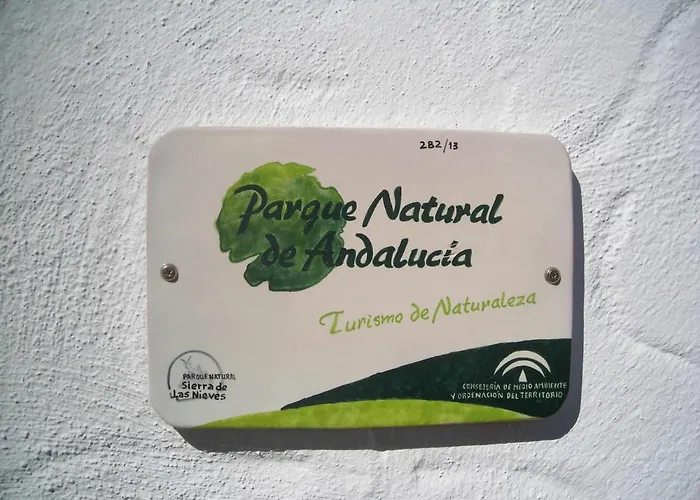 282/13
Parque Natural
de Andalucía
Turismo de Naturaleza
PARQUE NATURAL
Sierra de
Las Nieves
CONSEJERÍA DE MEDIO AMBIENTE
Y ORDENACIÓN DEL TERRITORIO